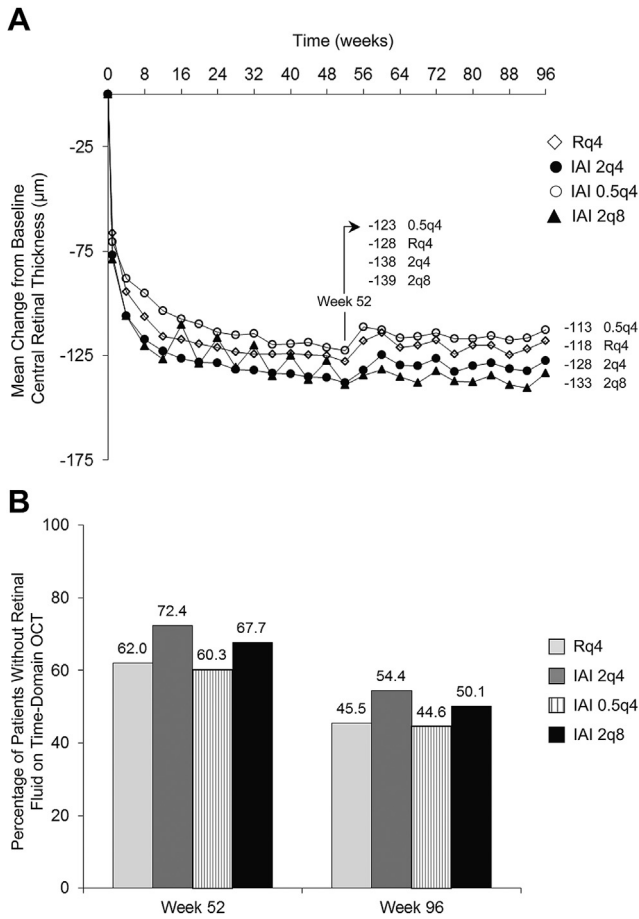 A
Time (weeks)
0 8 16 24 32 40 48 56 64 72 80 88 96
Mean Change from Baseline
Central Retinal Thickness (µm)
-25
-75
-125
-175
Rq4
IAI 2q4
IAI 0.5q4
IAI 2q8
-123 0.5q4
-128 Rq4
-138 2q4
-139 2q8
Week 52
-113 0.5q4
-118 Rq4
-128 2q4
-133 2q8
B
Percentage of Patients Without Retinal
Fluid on Time-Domain OCT
100
80
60
40
20
0
62.0
72.4
60.3
67.7
45.5
54.4
44.6
50.1
Rq4
IAI 2q4
IAI 0.5q4
IAI 2q8
Week 52
Week 96